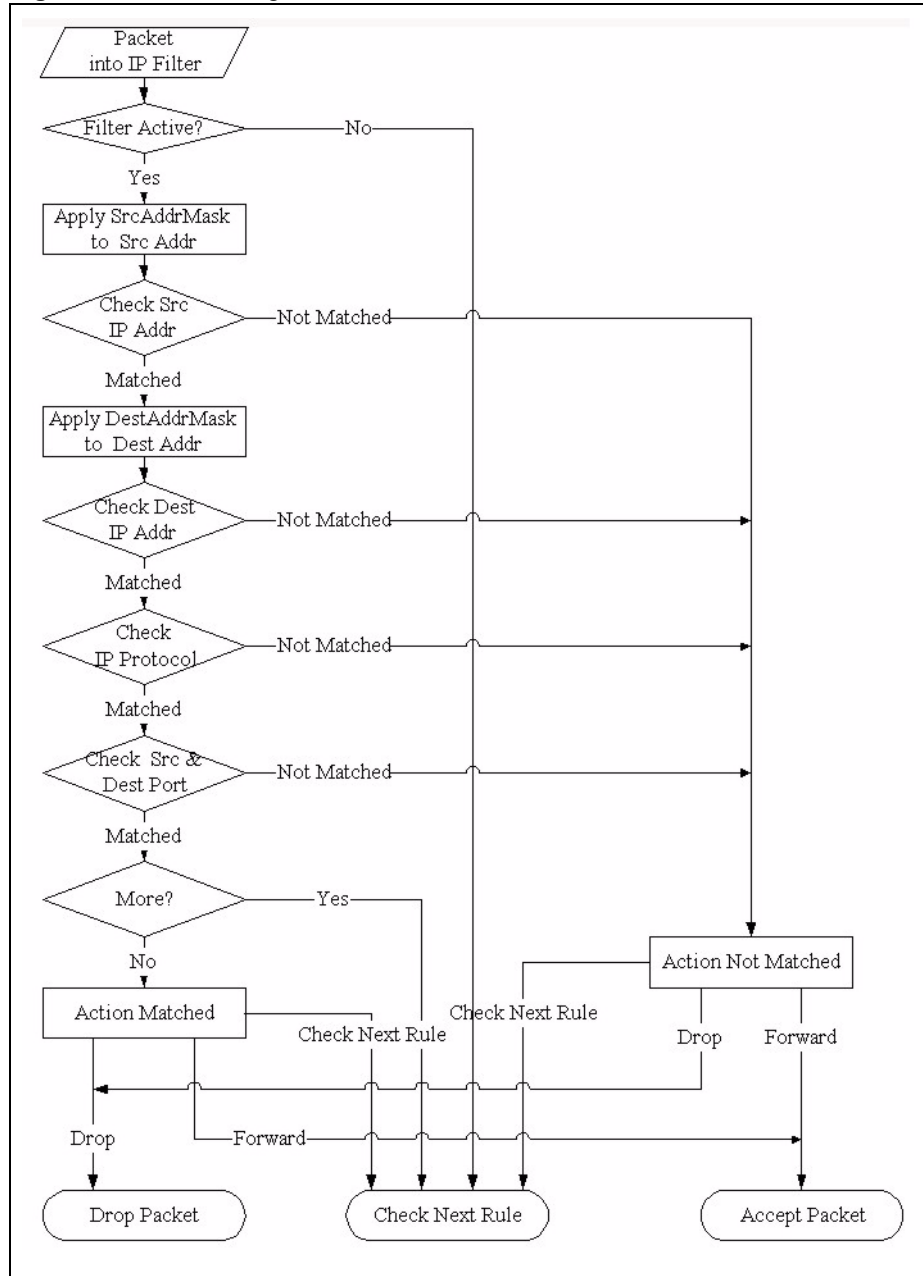 Packet
into IP Filter
Filter Active?
No
Yes
Apply SrcAddrMask
to Src Addr
Check Src
IP Addr
Not Matched
Matched
Apply DestAddrMask
to Dest Addr
Check Dest
IP Addr
Not Matched
Matched
Check
IP Protocol
Not Matched
Matched
Check Src &
Dest Port
Not Matched
Matched
More?
Yes
No
Action Not Matched
Action Matched
Check Next Rule
Check Next Rule
Drop
Forward
Drop
Forward
Drop Packet
Check Next Rule
Accept Packet